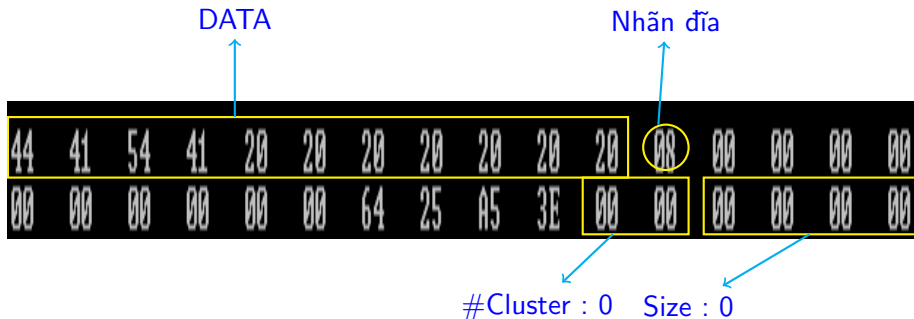 DATA
Nhãn đĩa
44 41 54 41 20 20 20 20 20 20 20 08 00 00 00 00
00 00 00 00 00 00 64 25 A5 3E 00 00 00 00 00 00
#Cluster : 0
Size : 0